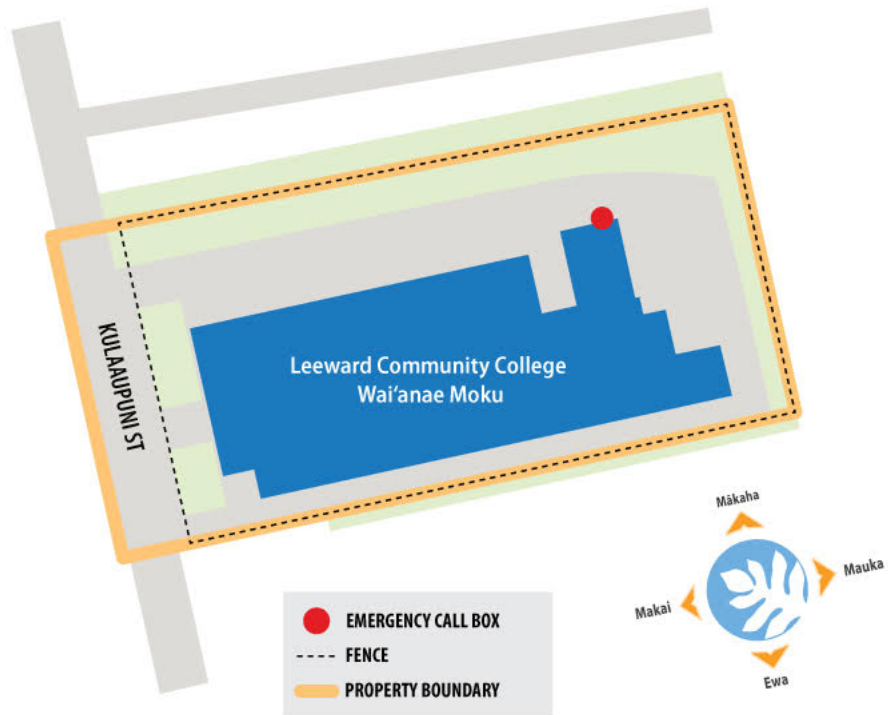 KULAAUPUNI ST
Leeward Community College
Wai‘anae Moku
Mākaha
Mauka
Makai
Ewa
EMERGENCY CALL BOX
FENCE
PROPERTY BOUNDARY